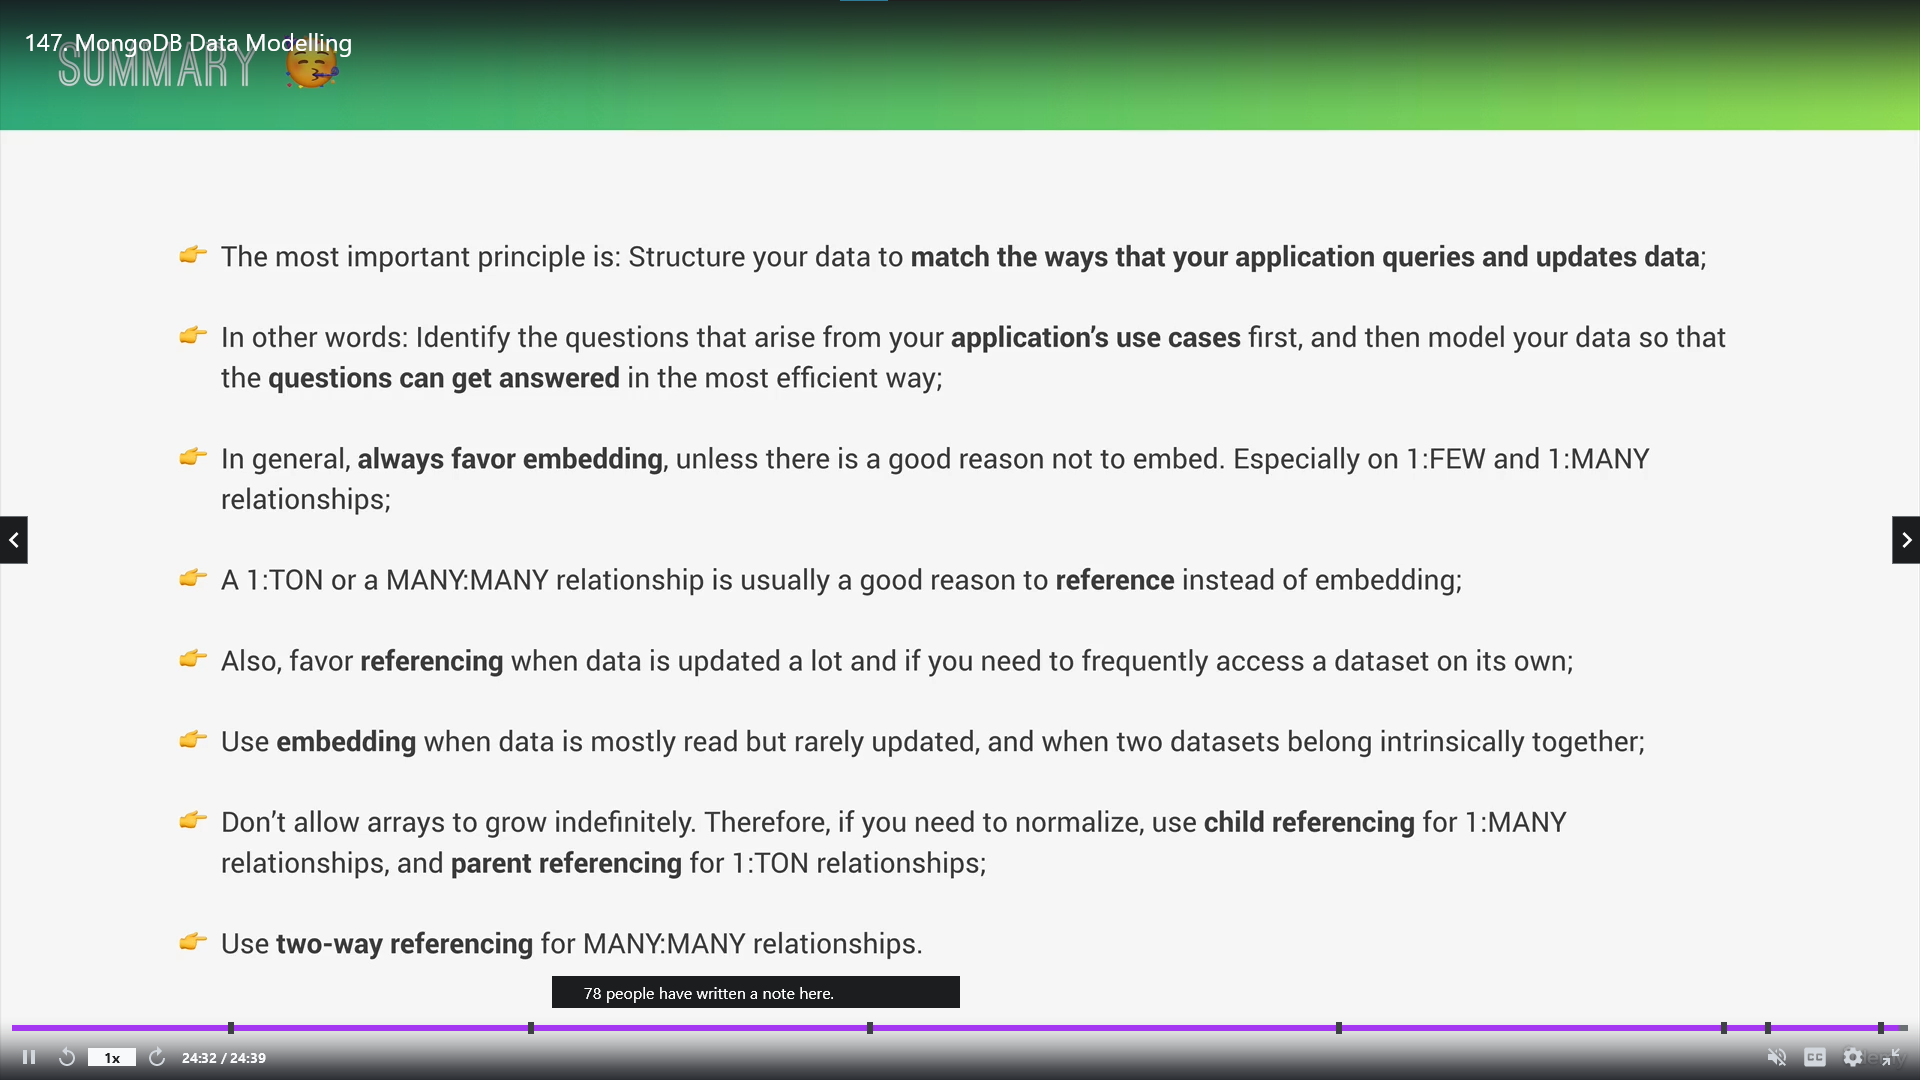 147. MongoDB Data Modelling
SUMMARY
The most important principle is: Structure your data to match the ways that your application queries and updates data;
In other words: Identify the questions that arise from your application’s use cases first, and then model your data so that
the questions can get answered in the most efficient way;
In general, always favor embedding, unless there is a good reason not to embed. Especially on 1:FEW and 1:MANY
relationships;
A 1:TON or a MANY:MANY relationship is usually a good reason to reference instead of embedding;
Also, favor referencing when data is updated a lot and if you need to frequently access a dataset on its own;
Use embedding when data is mostly read but rarely updated, and when two datasets belong intrinsically together;
Don’t allow arrays to grow indefinitely. Therefore, if you need to normalize, use child referencing for 1:MANY
relationships, and parent referencing for 1:TON relationships;
Use two-way referencing for MANY:MANY relationships.
78 people have written a note here.
1x
24:32 / 24:39
CC